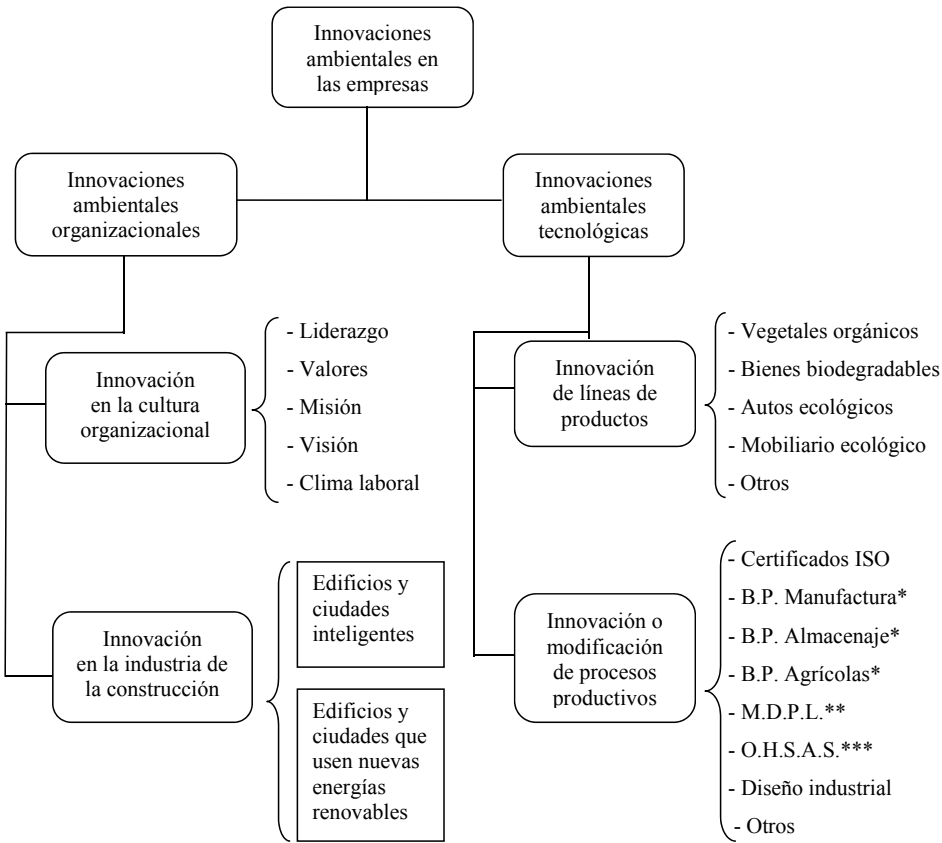 Innovaciones
ambientales en
las empresas
Innovaciones
ambientales
organizacionales
Innovaciones
ambientales
tecnológicas
Innovación
en la cultura
organizacional
- Liderazgo
- Valores
- Misión
- Visión
- Clima laboral
Innovación
de líneas de
productos
- Vegetales orgánicos
- Bienes biodegradables
- Autos ecológicos
- Mobiliario ecológico
- Otros
Innovación
en la industria de
la construcción
Edificios y
ciudades
inteligentes
Edificios y
ciudades que
usen nuevas
energías
renovables
Innovación o
modificación
de procesos
productivos
- Certificados ISO
- B.P. Manufactura*
- B.P. Almacenaje*
- B.P. Agrícolas*
- M.D.P.L.**
- O.H.S.A.S.***
- Diseño industrial
- Otros